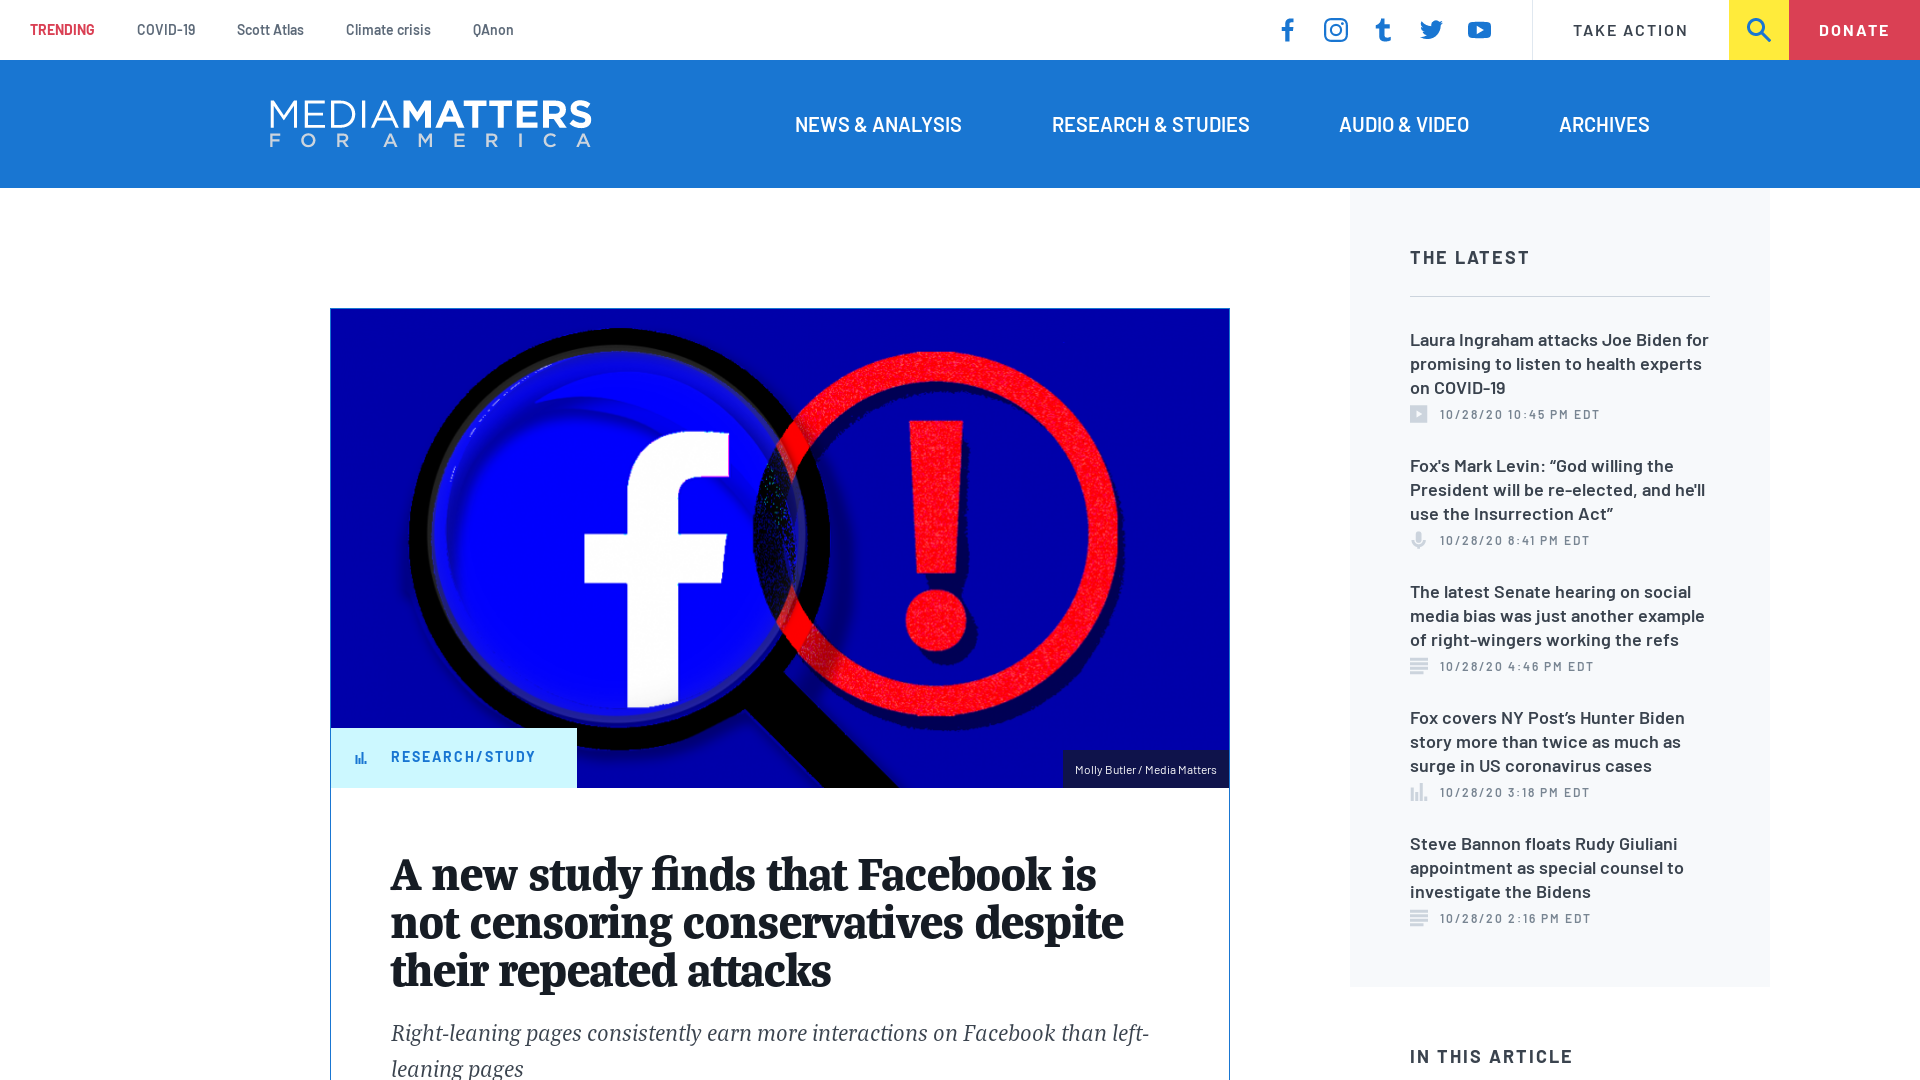 TRENDING
COVID-19
Scott Atlas
Climate crisis
QAnon
TAKE ACTION
DONATE
MEDIAMATTERS
FOR AMERICA
NEWS & ANALYSIS
RESEARCH & STUDIES
AUDIO & VIDEO
ARCHIVES
RESEARCH/STUDY
Molly Butler / Media Matters
A new study finds that Facebook is
not censoring conservatives despite
their repeated attacks
Right-leaning pages consistently earn more interactions on Facebook than left-
leaning pages
THE LATEST
Laura Ingraham attacks Joe Biden for
promising to listen to health experts
on COVID-19
10/28/20 10:45 PM EDT
Fox's Mark Levin: “God willing the
President will be re-elected, and he'll
use the Insurrection Act”
10/28/20 8:41 PM EDT
The latest Senate hearing on social
media bias was just another example
of right-wingers working the refs
10/28/20 4:46 PM EDT
Fox covers NY Post’s Hunter Biden
story more than twice as much as
surge in US coronavirus cases
10/28/20 3:18 PM EDT
Steve Bannon floats Rudy Giuliani
appointment as special counsel to
investigate the Bidens
10/28/20 2:16 PM EDT
IN THIS ARTICLE